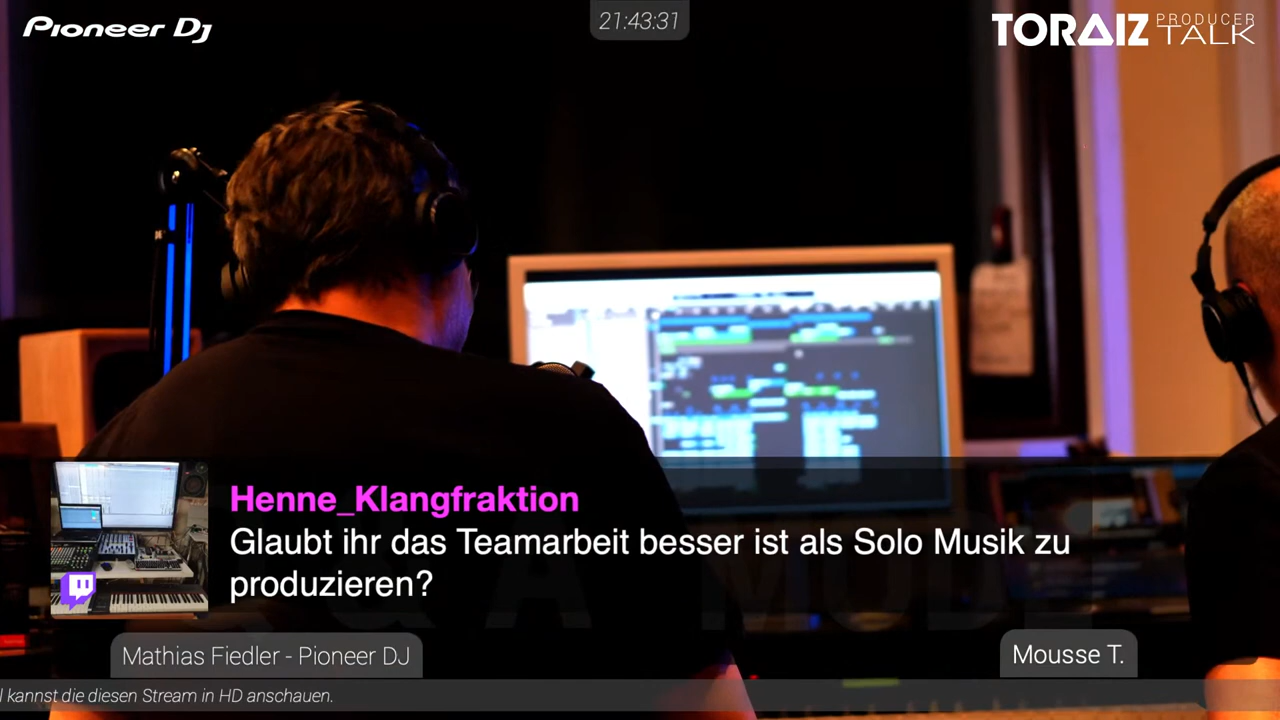 Pioneer Dj
21:43:31
TORAIZ PRODUCER TALK
Henne_Klangfraktion
Glaubt ihr das Teamarbeit besser ist als Solo Musik zu
produzieren?
Q & A MODE
Mathias Fiedler - Pioneer DJ
Mousse T.
l kannst die diesen Stream in HD anschauen.